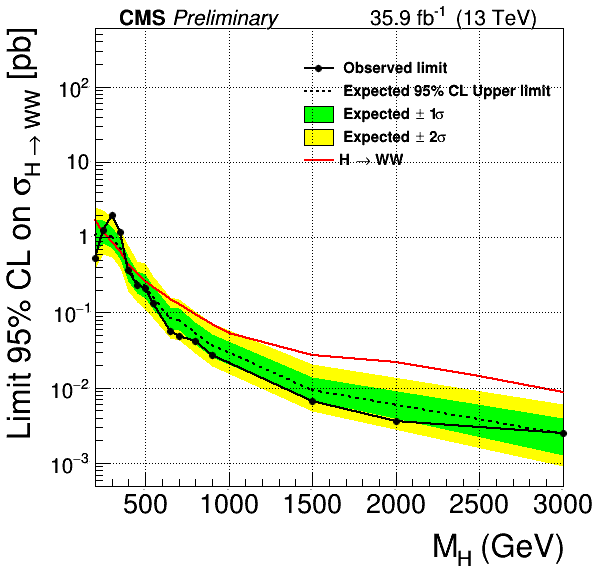 CMS Preliminary 35.9 fb⁻¹ (13 TeV)
Limit 95% CL on σH→WW [pb]
Observed limit
Expected 95% CL Upper limit
Expected ± 1σ
Expected ± 2σ
H → WW
10²
10
1
10⁻¹
10⁻²
10⁻³
500 1000 1500 2000 2500 3000
MH (GeV)